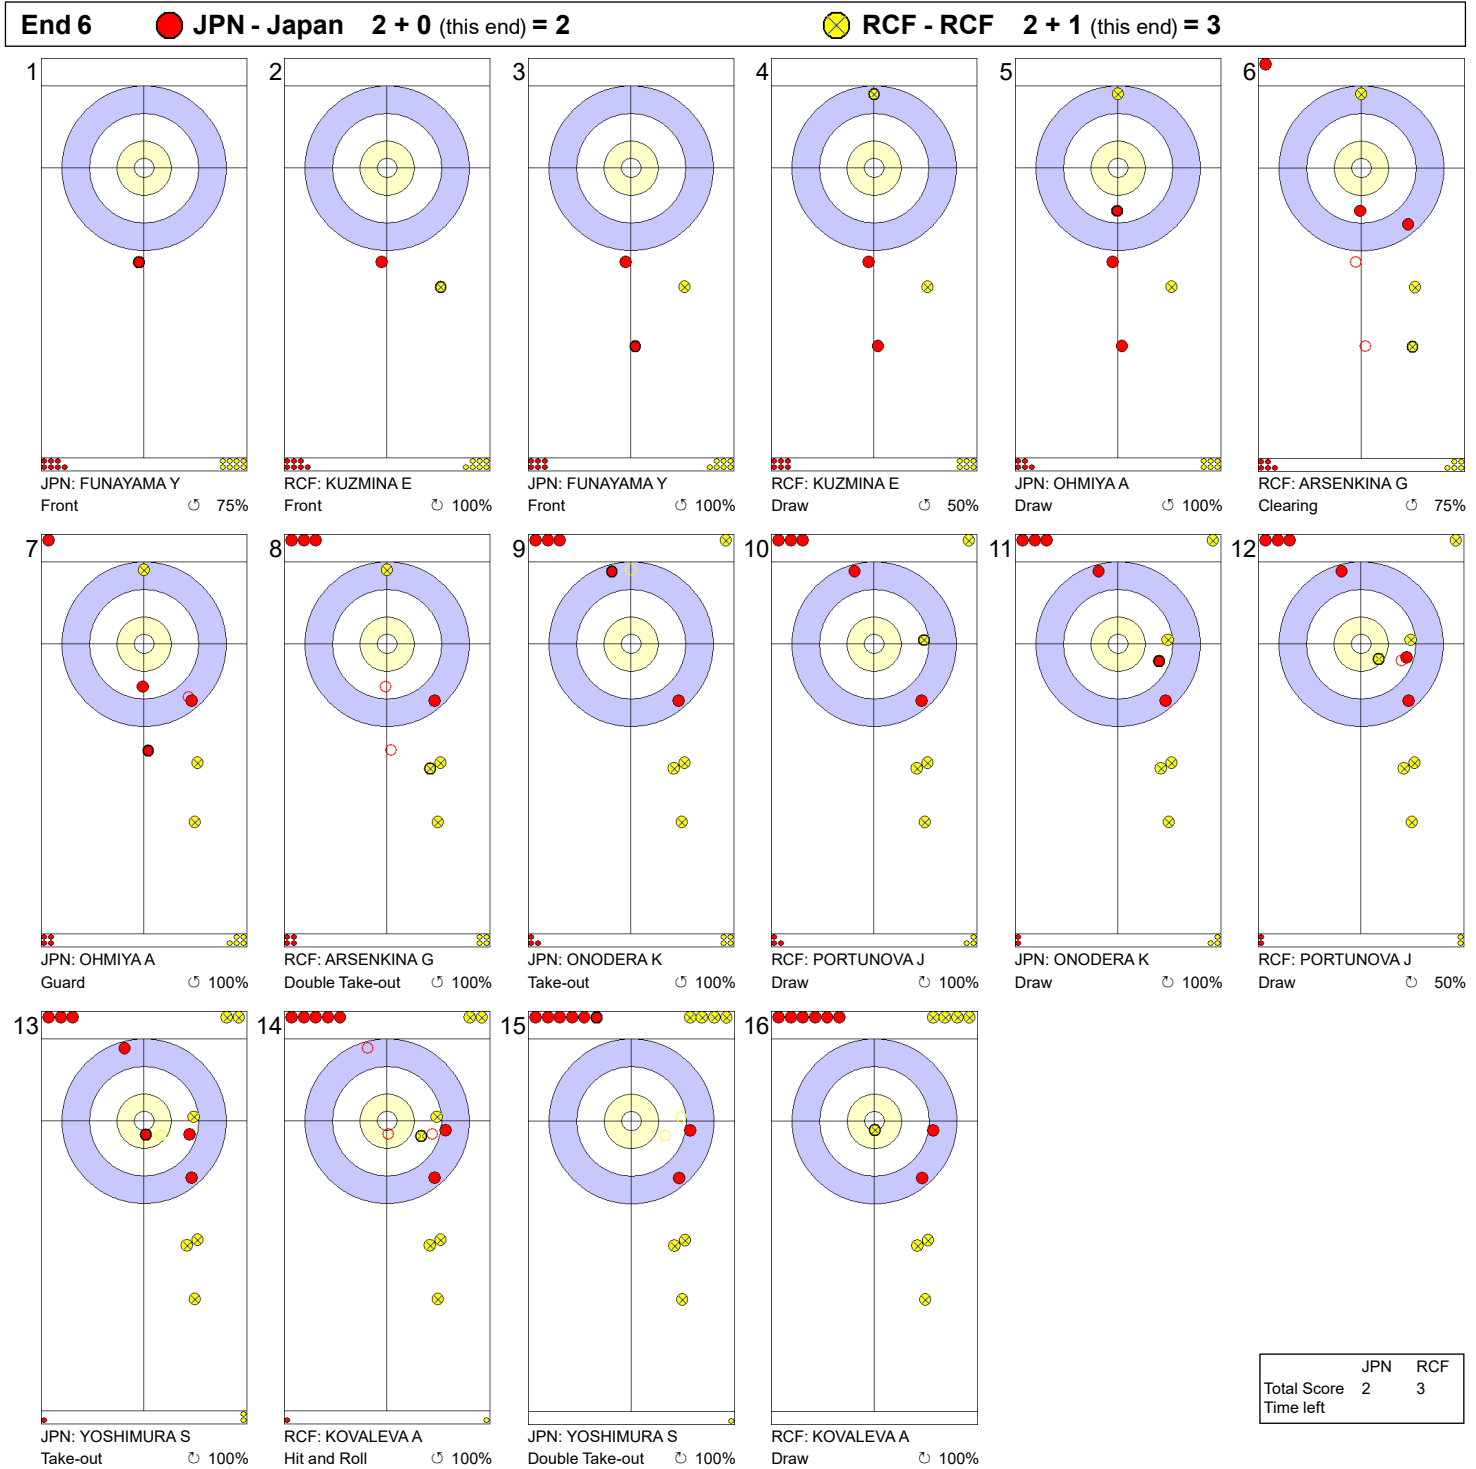 End 6 JPN - Japan 2 + 0 (this end) = 2 RCF - RCF 2 + 1 (this end) = 3
1 2 3 4 5 6
JPN: FUNAYAMA Y RCF: KUZMINA E JPN: FUNAYAMA Y RCF: KUZMINA E JPN: OHMIYA A RCF: ARSENKINA G
Front ↺ 75% Front ↻ 100% Front ↻ 100% Draw ↺ 50% Draw ↺ 100% Clearing ↺ 75%
7 8 9 10 11 12
JPN: OHMIYA A RCF: ARSENKINA G JPN: ONODERA K RCF: PORTUNOVA J JPN: ONODERA K RCF: PORTUNOVA J
Guard ↺ 100% Double Take-out ↺ 100% Take-out ↺ 100% Draw ↻ 100% Draw ↻ 100% Draw ↻ 50%
13 14 15 16
JPN: YOSHIMURA S RCF: KOVALEVA A JPN: YOSHIMURA S RCF: KOVALEVA A
Take-out ↻ 100% Hit and Roll ↻ 100% Double Take-out ↻ 100% Draw ↻ 100%
JPN RCF
Total Score 2 3
Time left